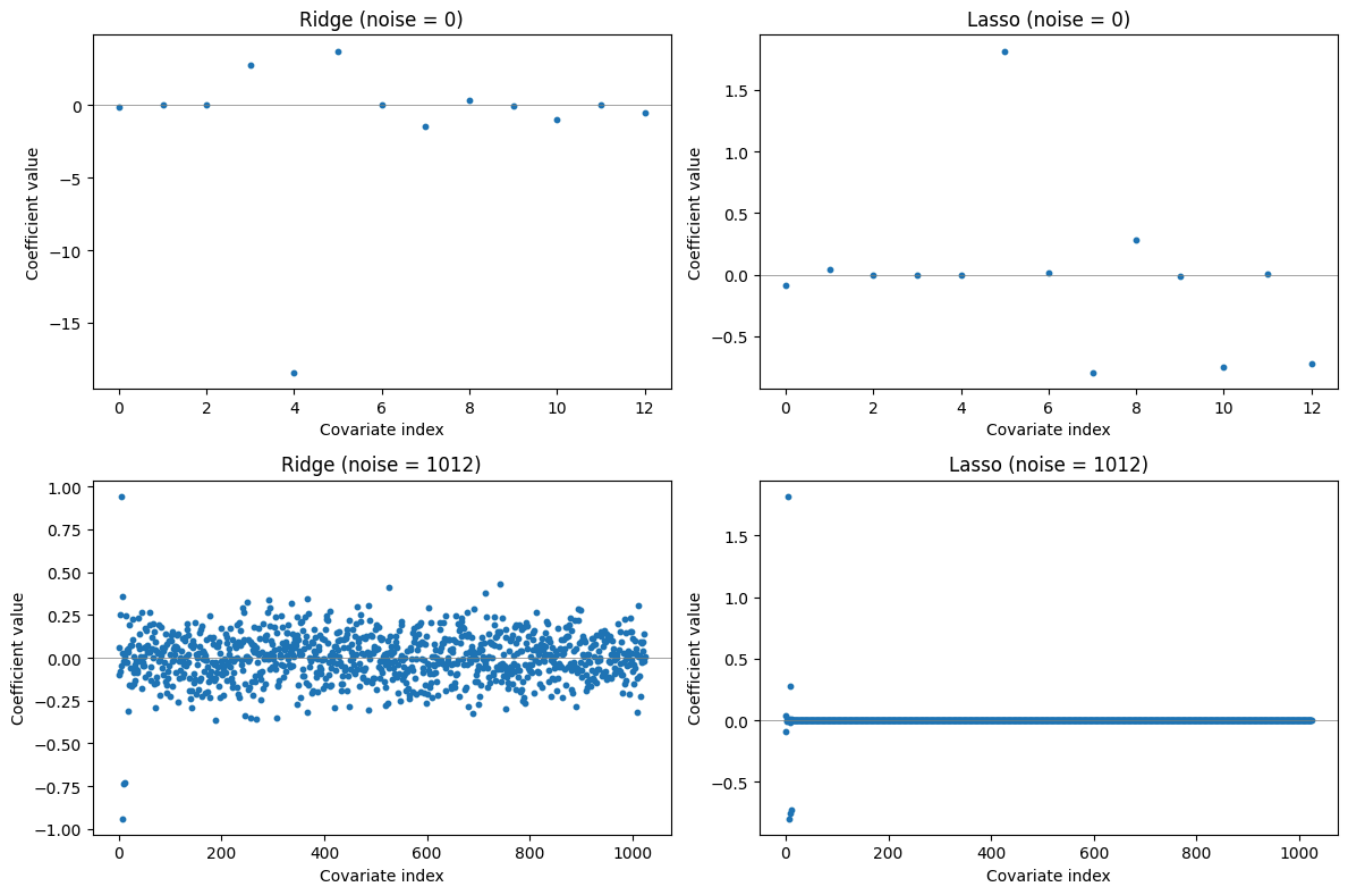 Ridge (noise = 0)
Coefficient value
0
−5
−10
−15
0 2 4 6 8 10 12
Covariate index
Lasso (noise = 0)
Coefficient value
1.5
1.0
0.5
0.0
−0.5
0 2 4 6 8 10 12
Covariate index
Ridge (noise = 1012)
Coefficient value
1.00
0.75
0.50
0.25
0.00
−0.25
−0.50
−0.75
−1.00
0 200 400 600 800 1000
Covariate index
Lasso (noise = 1012)
Coefficient value
1.5
1.0
0.5
0.0
−0.5
0 200 400 600 800 1000
Covariate index